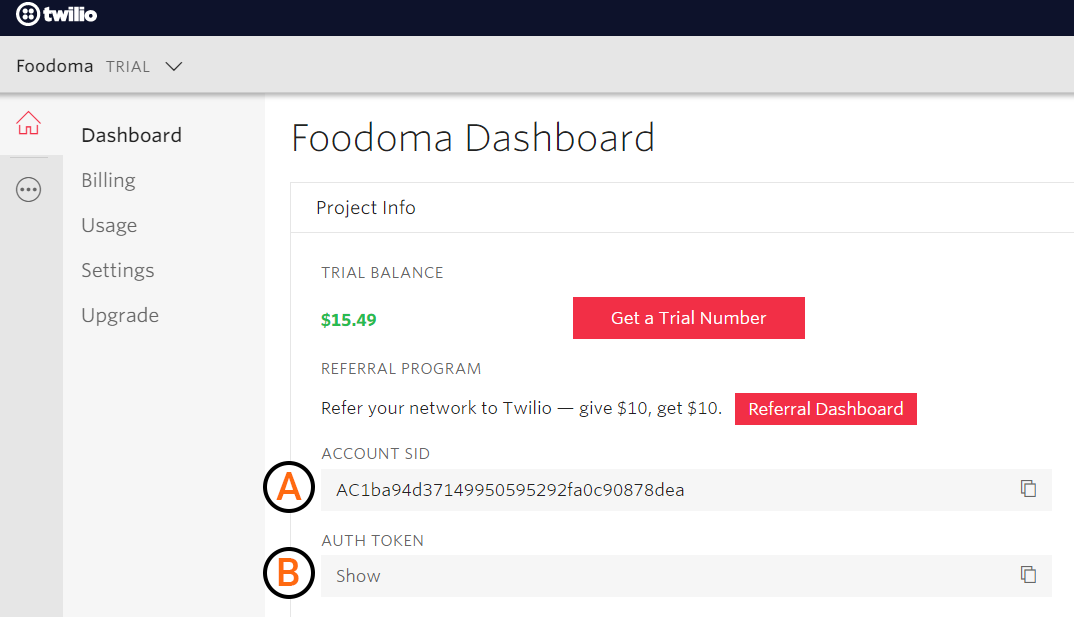 twilio
Foodoma TRIAL
Dashboard
Billing
Usage
Settings
Upgrade
Foodoma Dashboard
Project Info
TRIAL BALANCE
$15.49 Get a Trial Number
REFERRAL PROGRAM
Refer your network to Twilio — give $10, get $10. Referral Dashboard
ACCOUNT SID
A AC1ba94d37149950595292fa0c90878dea
AUTH TOKEN
B Show